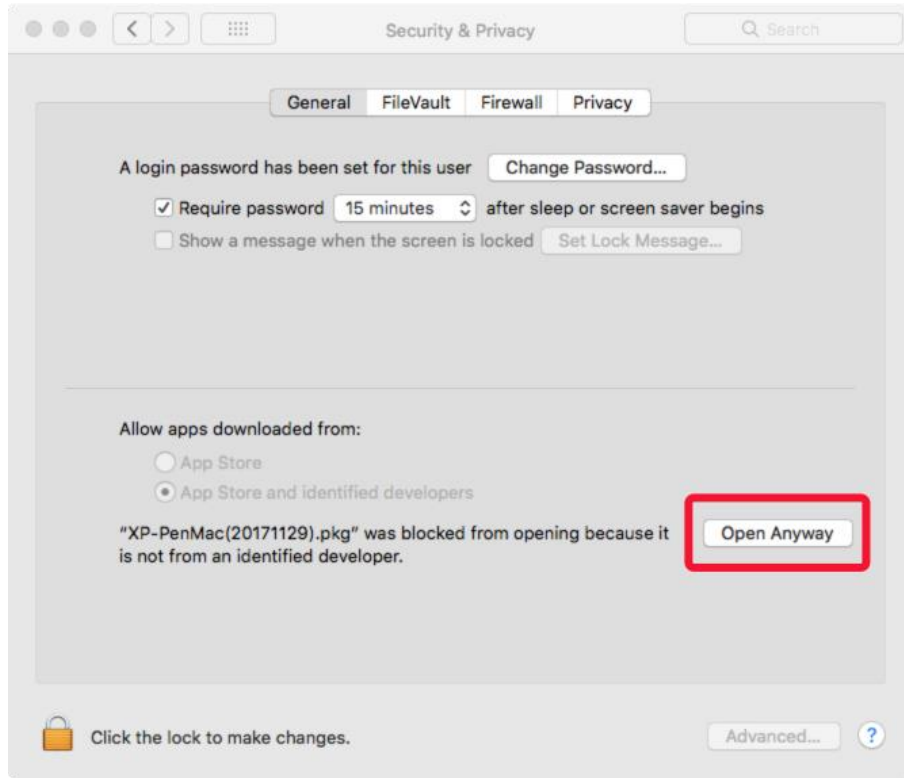 Security & Privacy
Search
General FileVault Firewall Privacy
A login password has been set for this user Change Password...
Require password 15 minutes after sleep or screen saver begins
Show a message when the screen is locked Set Lock Message...
Allow apps downloaded from:
App Store
App Store and identified developers
“XP-PenMac(20171129).pkg” was blocked from opening because it
is not from an identified developer.
Open Anyway
Click the lock to make changes.
Advanced...
?